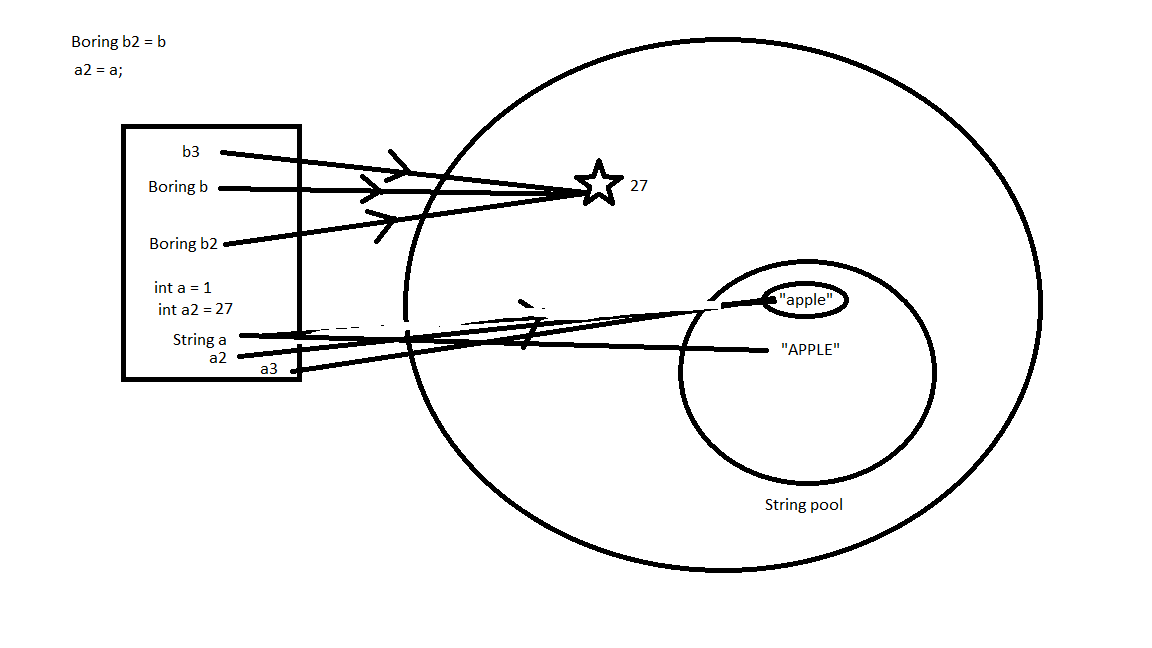 Boring b2 = b
a2 = a;
b3
Boring b
27
Boring b2
int a = 1
int a2 = 27
"apple"
String a
"APPLE"
a2
a3
String pool